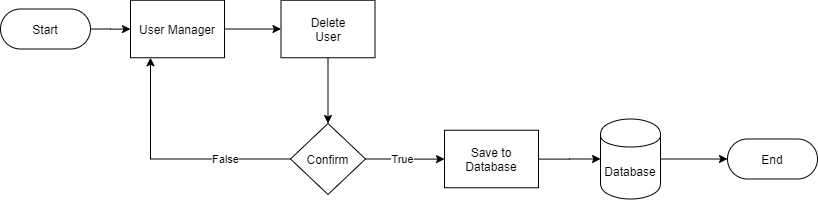 Start
User Manager
Delete
User
Confirm
False
True
Save to
Database
Database
End